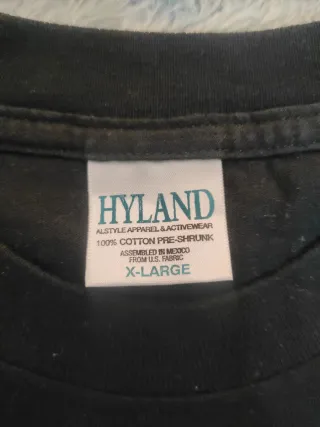 HYLAND
ALSTYLE APPAREL & ACTIVEWEAR
100% COTTON PRE-SHRUNK
ASSEMBLED IN MEXICO
FROM U.S. FABRIC
X-LARGE